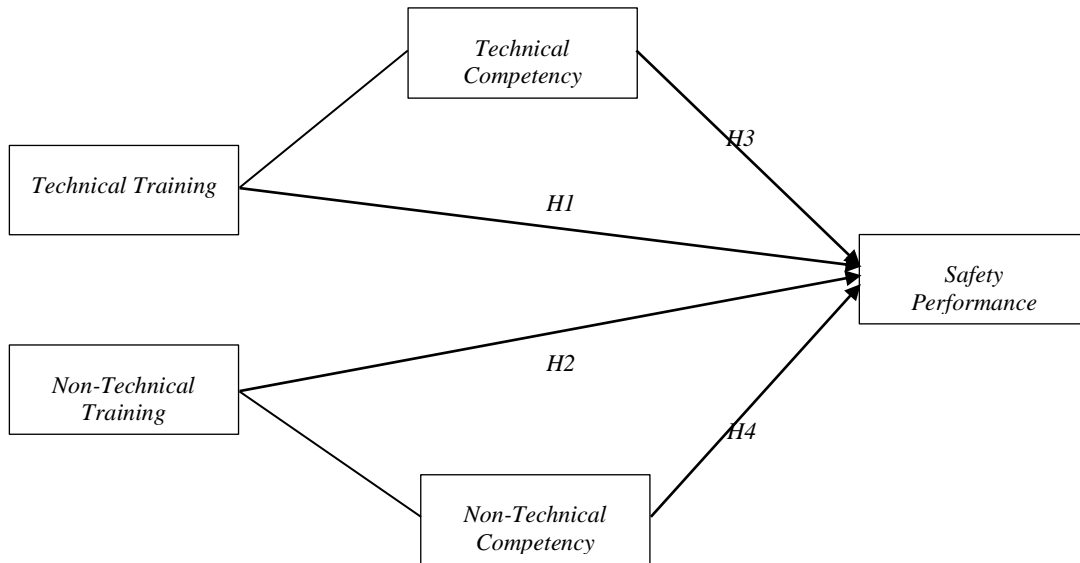 Technical
Competency
H3
Technical Training
H1
Safety
Performance
H2
Non-Technical
Training
H4
Non-Technical
Competency